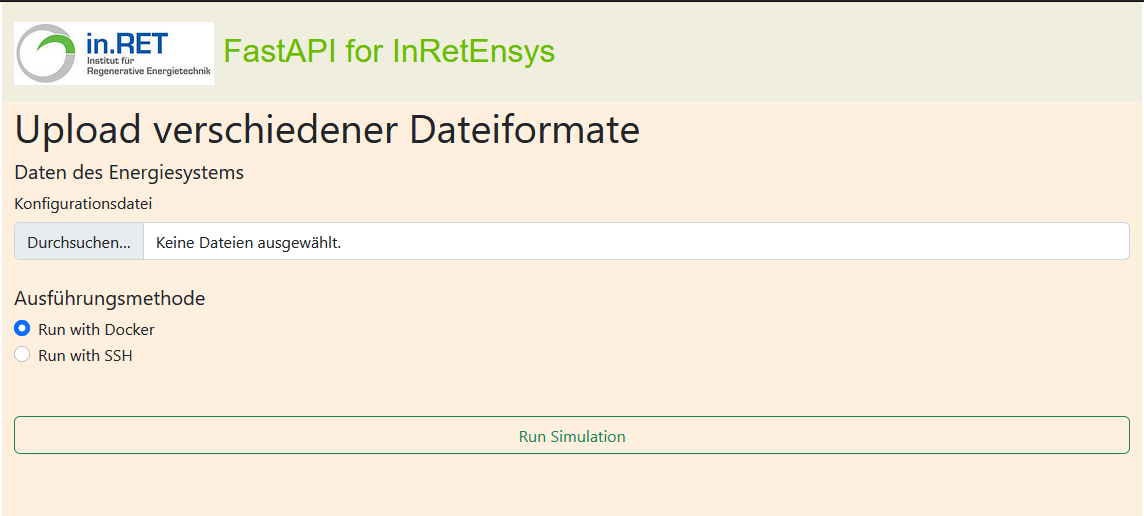 in.RET
Institut für
Regenerative Energietechnik
FastAPI for InRetEnsys
Upload verschiedener Dateiformate
Daten des Energiesystems
Konfigurationsdatei
Durchsuchen... Keine Dateien ausgewählt.
Ausführungsmethode
Run with Docker
Run with SSH
Run Simulation